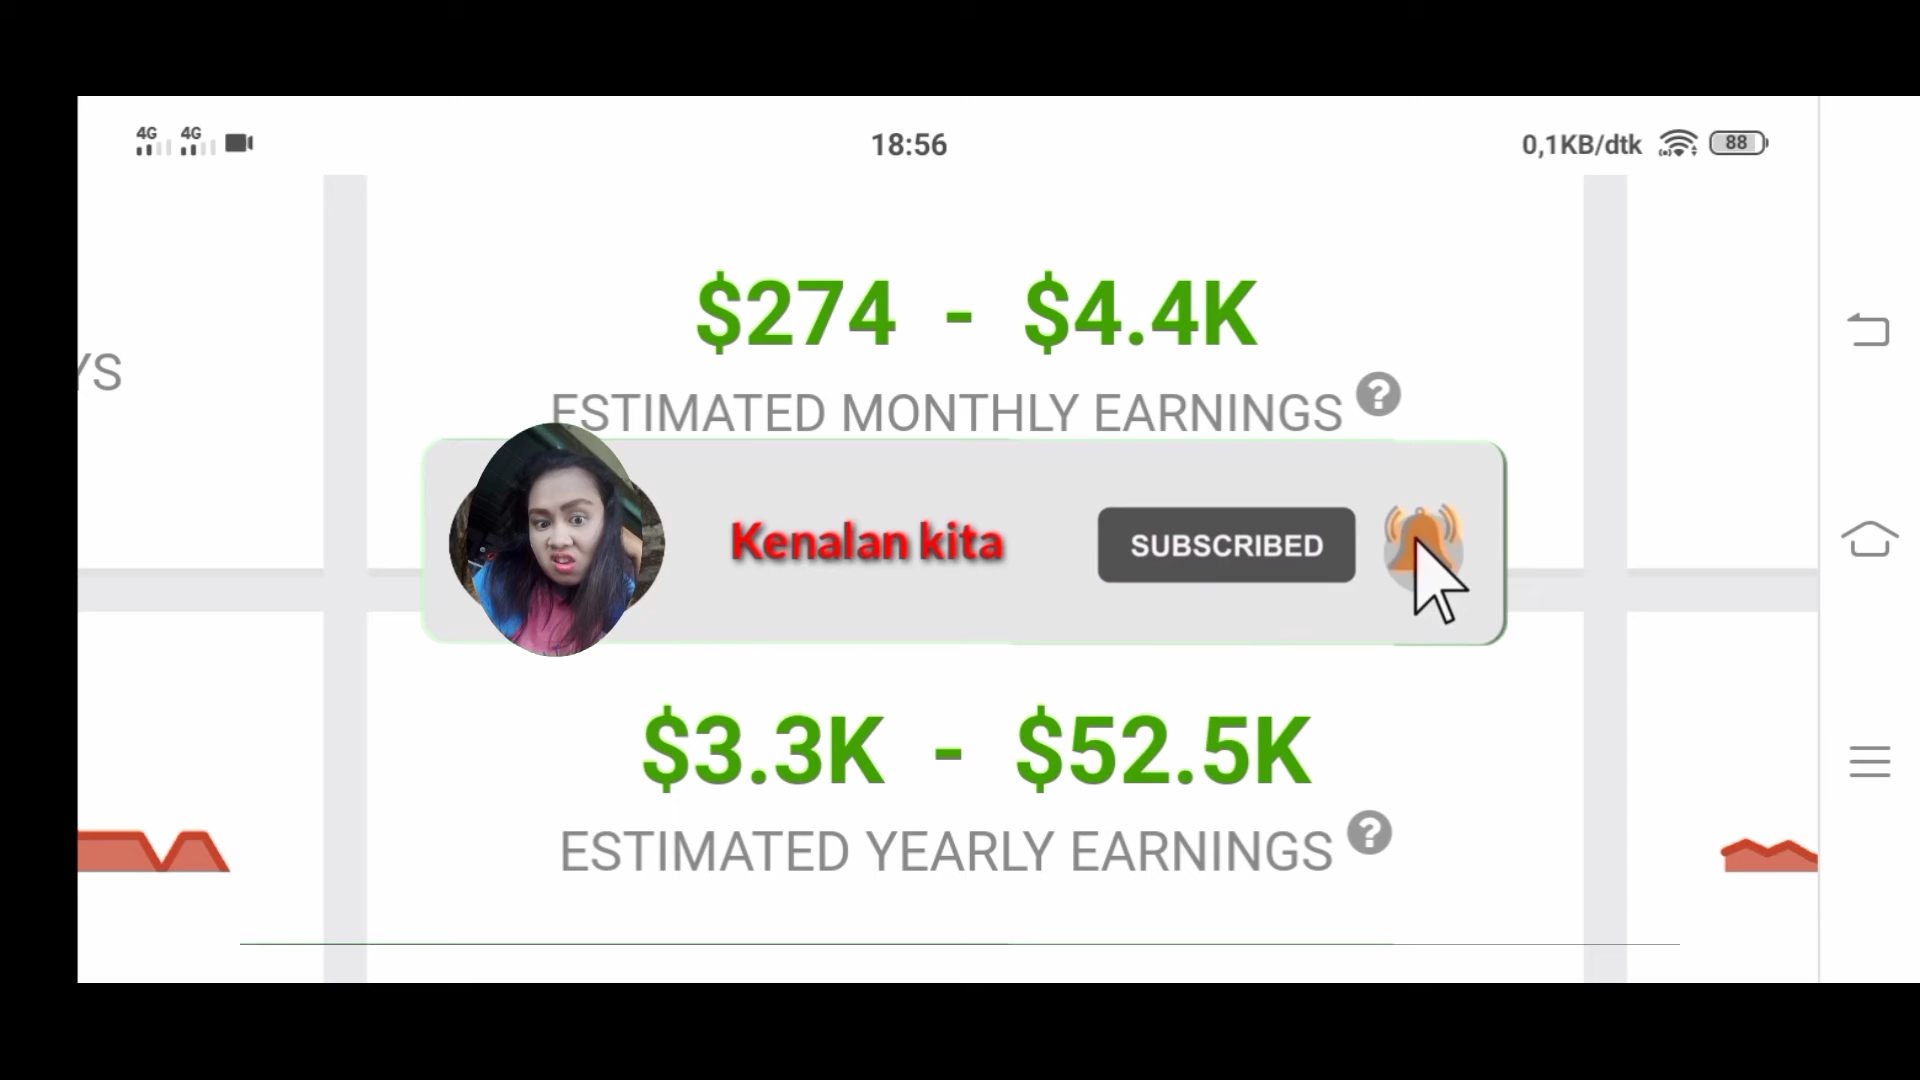 4G 4G 18:56 0,1KB/dtk 88
$274 - $4.4K
YS
ESTIMATED MONTHLY EARNINGS ?
Kenalan kita SUBSCRIBED
$3.3K - $52.5K
ESTIMATED YEARLY EARNINGS ?